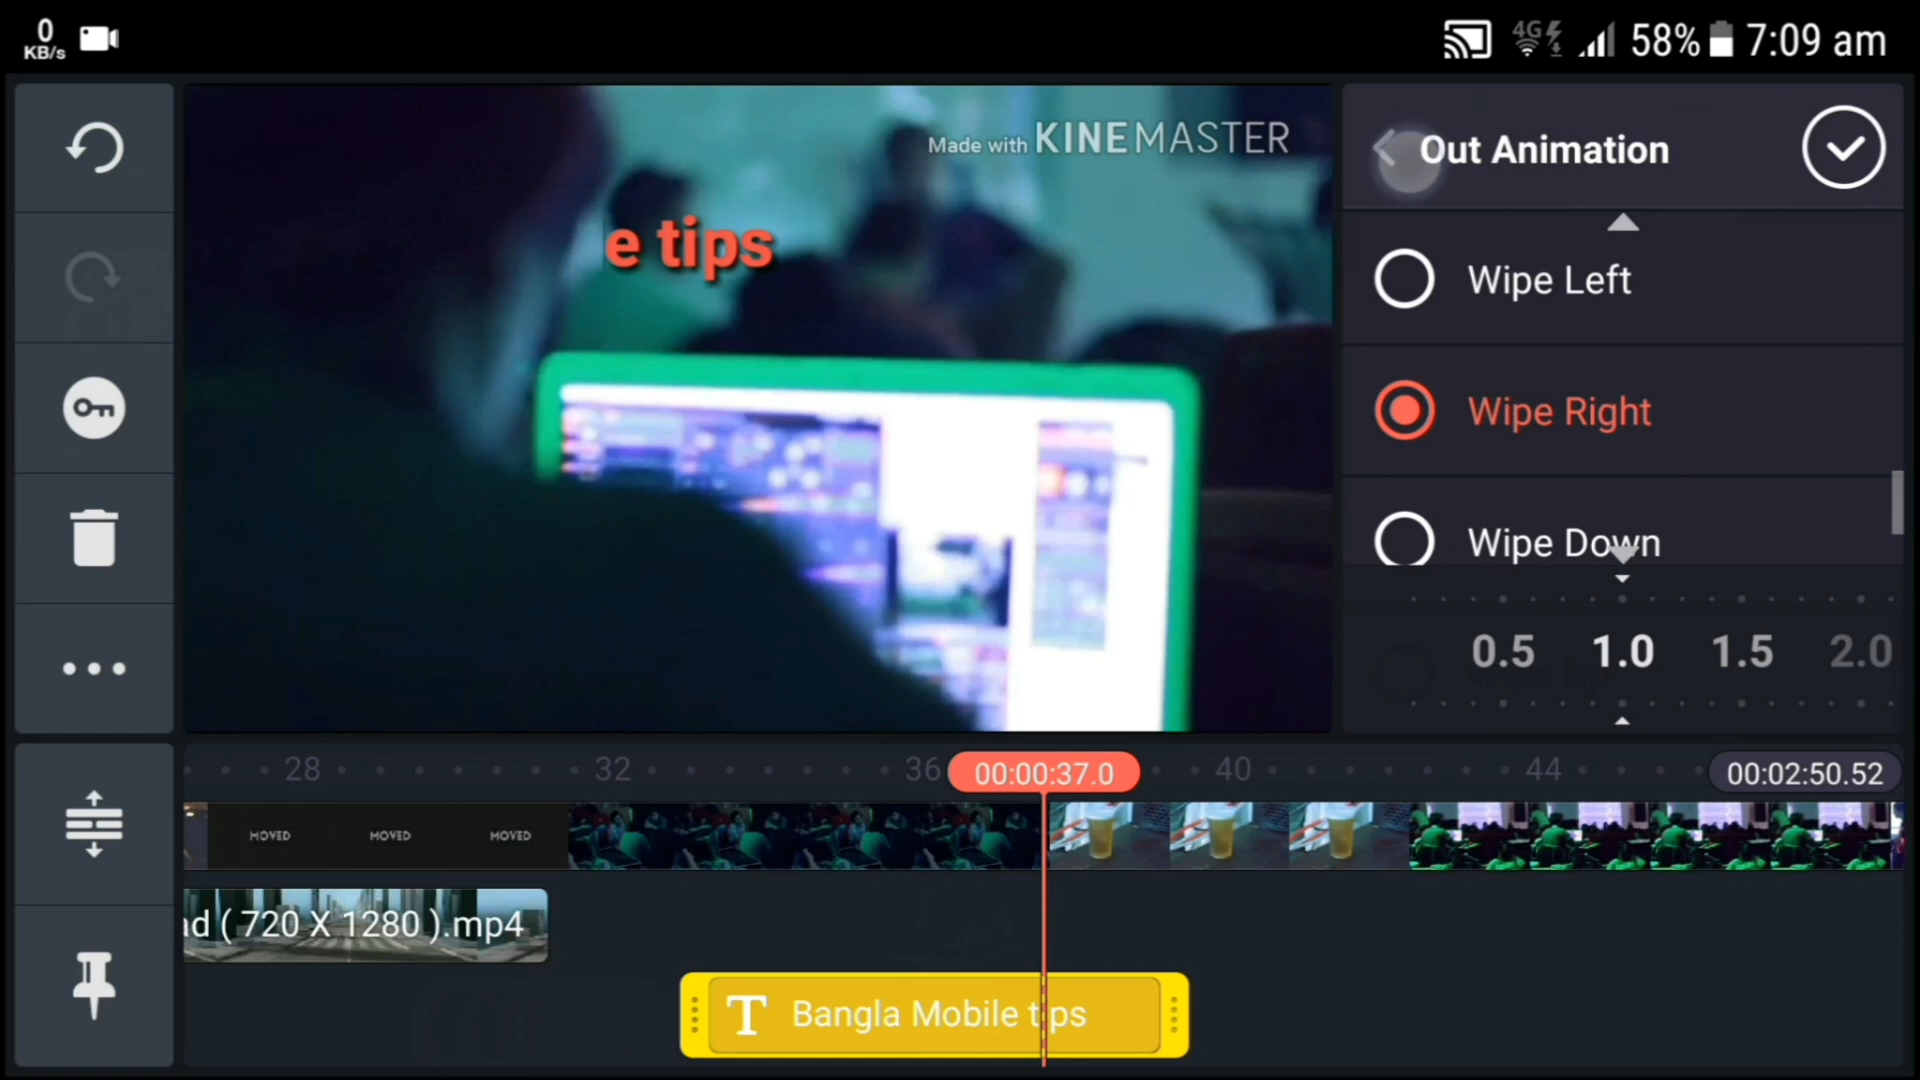 0
KB/s
4G
58%
7:09 am
Made with KINEMASTER
e tips
Out Animation
Wipe Left
Wipe Right
Wipe Down
0.5 1.0 1.5 2.0
28 32 36 00:00:37.0 40 44 00:02:50.52
MOVED MOVED MOVED
ad ( 720 X 1280 ).mp4
T Bangla Mobile tips